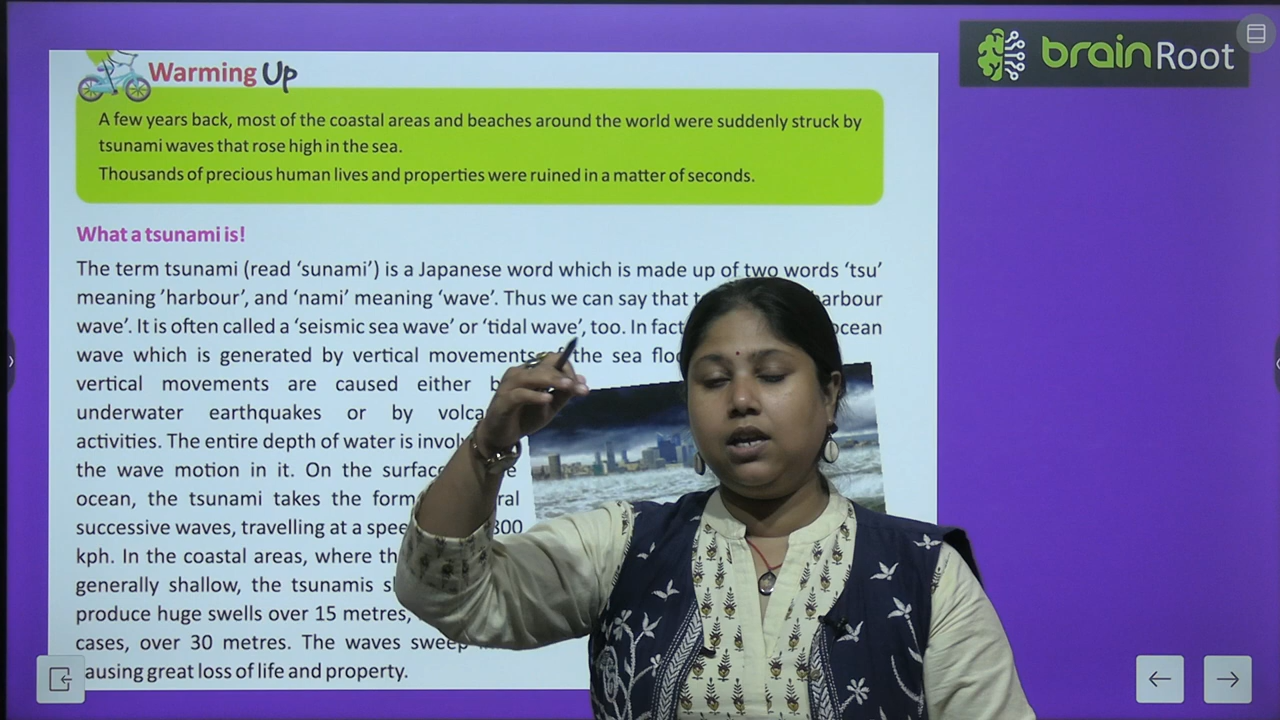 brainRoot
Warming Up
A few years back, most of the coastal areas and beaches around the world were suddenly struck by
tsunami waves that rose high in the sea.
Thousands of precious human lives and properties were ruined in a matter of seconds.
What a tsunami is!
The term tsunami (read ‘sunami’) is a Japanese word which is made up of two words ‘tsu’
meaning ’harbour’, and ‘nami’ meaning ‘wave’. Thus we can say that harbour
wave’. It is often called a ‘seismic sea wave’ or ‘tidal wave’, too. In fact ocean
wave which is generated by vertical movements the sea
vertical movements are caused either
underwater earthquakes or by
activities. The entire depth of water is
the wave motion in it. On the
ocean, the tsunami takes the
successive waves, travelling at a
kph. In the coastal areas, where
generally shallow, the tsunamis
produce huge swells over 15 metres,
cases, over 30 metres. The waves sweep
causing great loss of life and property.